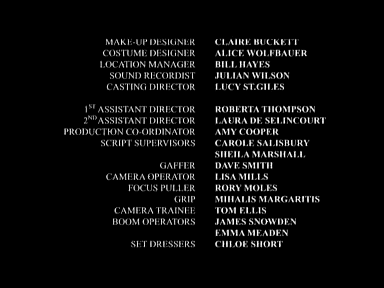 MAKE-UP DESIGNER CLAIRE BUCKETT
COSTUME DESIGNER ALICE WOLFBAUER
LOCATION MANAGER BILL HAYES
SOUND RECORDIST JULIAN WILSON
CASTING DIRECTOR LUCY ST.GILES
1ST ASSISTANT DIRECTOR ROBERTA THOMPSON
2ND ASSISTANT DIRECTOR LAURA DE SELINCOURT
PRODUCTION CO-ORDINATOR AMY COOPER
SCRIPT SUPERVISORS CAROLE SALISBURY
SHEILA MARSHALL
GAFFER DAVE SMITH
CAMERA OPERATOR LISA MILLS
FOCUS PULLER RORY MOLES
GRIP MIHALIS MARGARITIS
CAMERA TRAINEE TOM ELLIS
BOOM OPERATORS JAMES SNOWDEN
EMMA MEADEN
SET DRESSERS CHLOE SHORT